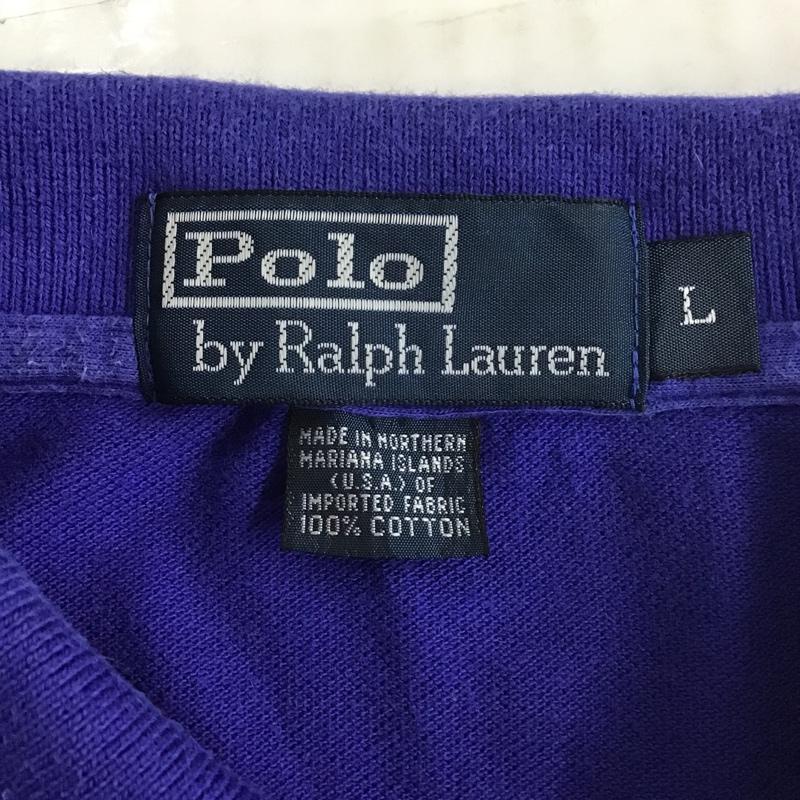 Polo
by Ralph Lauren
L
MADE IN NORTHERN
MARIANA ISLANDS
(U.S.A.) OF
IMPORTED FABRIC
100% COTTON